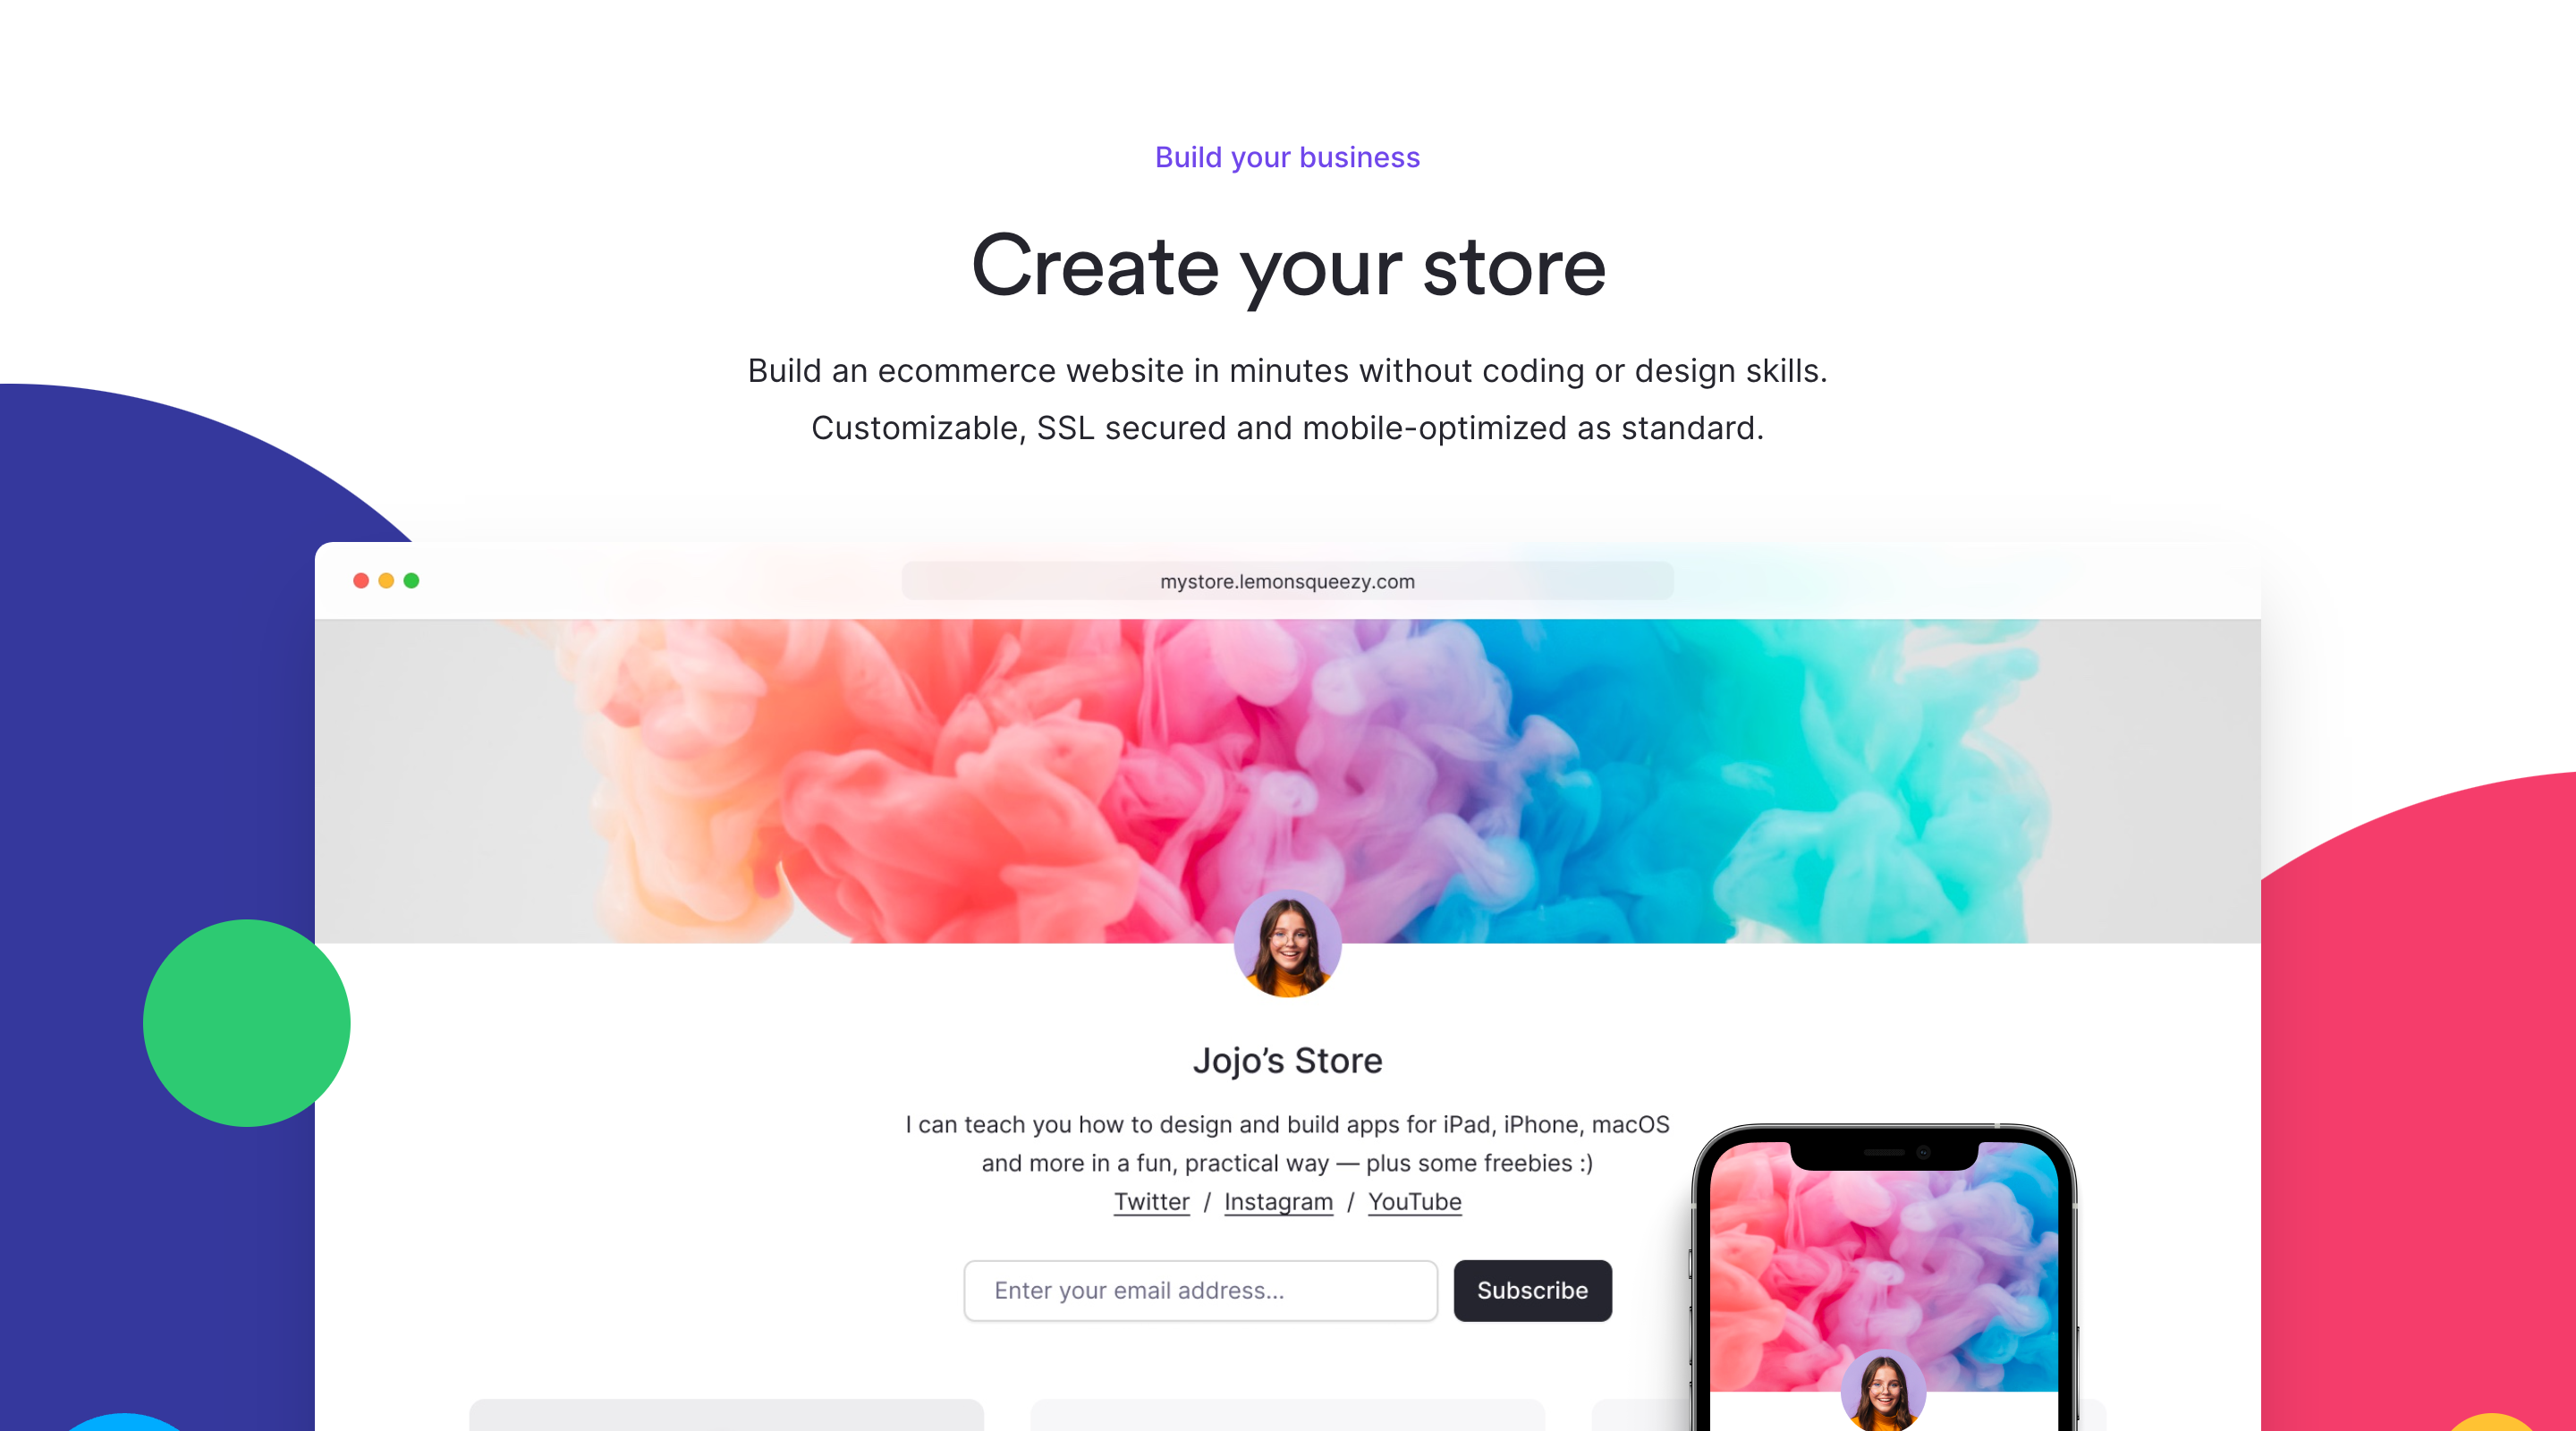 Build your business
Create your store
Build an ecommerce website in minutes without coding or design skills.
Customizable, SSL secured and mobile-optimized as standard.
mystore.lemonsqueezy.com
Jojo’s Store
I can teach you how to design and build apps for iPad, iPhone, macOS
and more in a fun, practical way — plus some freebies :)
Twitter / Instagram / YouTube
Enter your email address...
Subscribe